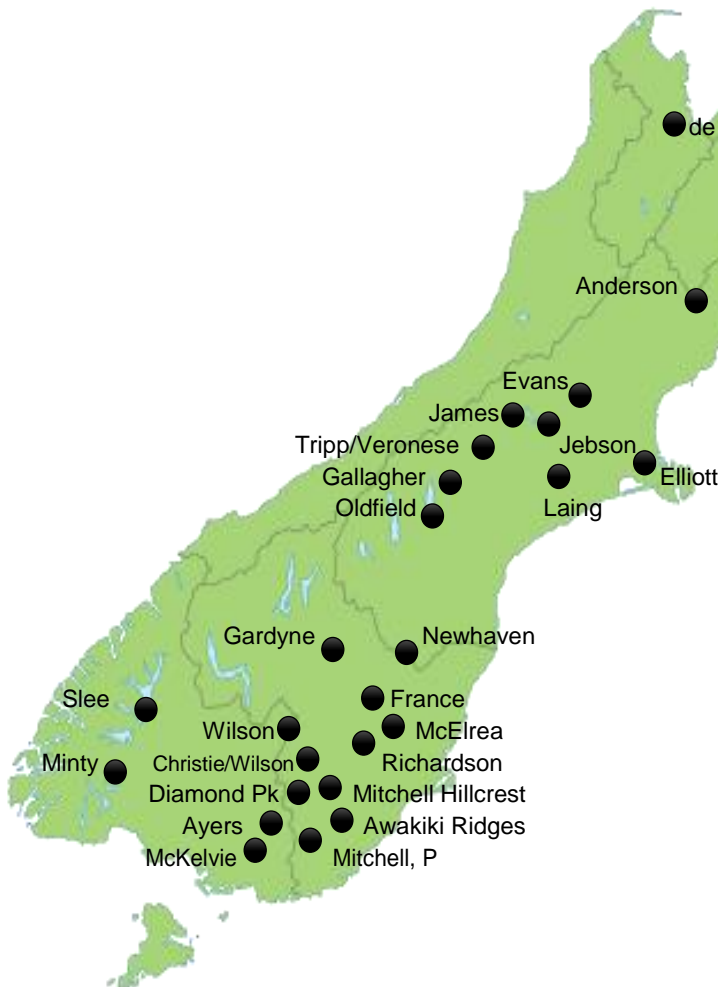 de
Anderson
Evans
James
Jebson
Tripp/Veronese
Elliott
Gallagher
Laing
Oldfield
Gardyne
Newhaven
Slee
France
Wilson
McElrea
Minty
Christie/Wilson
Richardson
Diamond Pk
Mitchell Hillcrest
Ayers
Awakiki Ridges
McKelvie
Mitchell, P